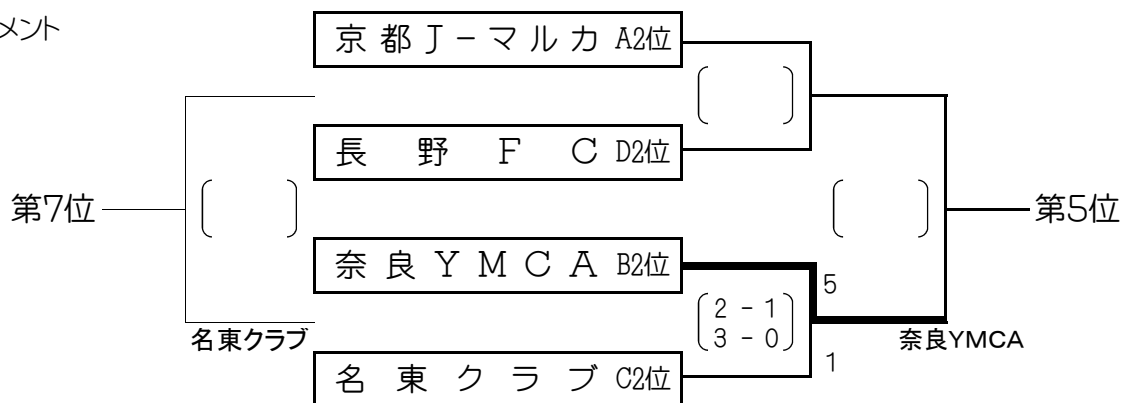 メント
京都J-マルカ A2位
長野FC D2位
第7位
第5位
奈良YMCA B2位
5
2 - 1
3 - 0
名東クラブ
奈良YMCA
1
名東クラブ C2位